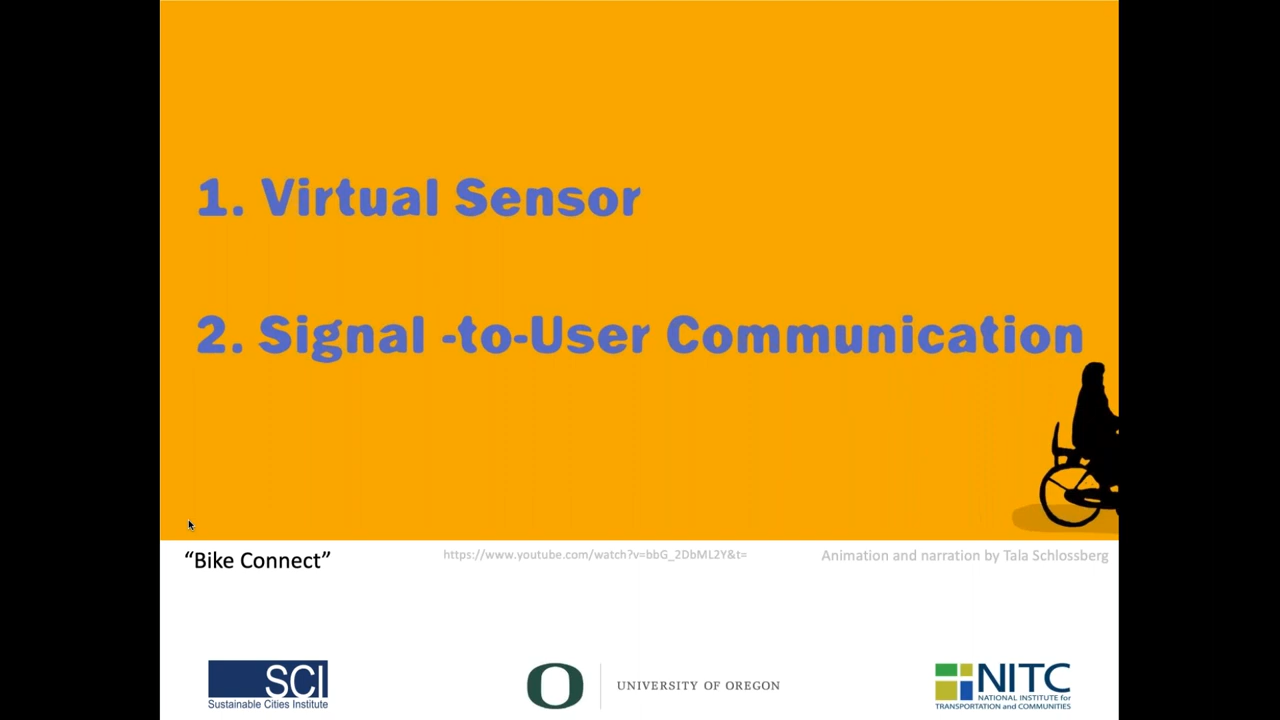 1. Virtual Sensor
2. Signal -to-User Communication
“Bike Connect”
https://www.youtube.com/watch?v=bbG_2DbML2Y&t=
Animation and narration by Tala Schlossberg
SCI
Sustainable Cities Institute
UNIVERSITY OF OREGON
NITC
NATIONAL INSTITUTE for
TRANSPORTATION and COMMUNITIES